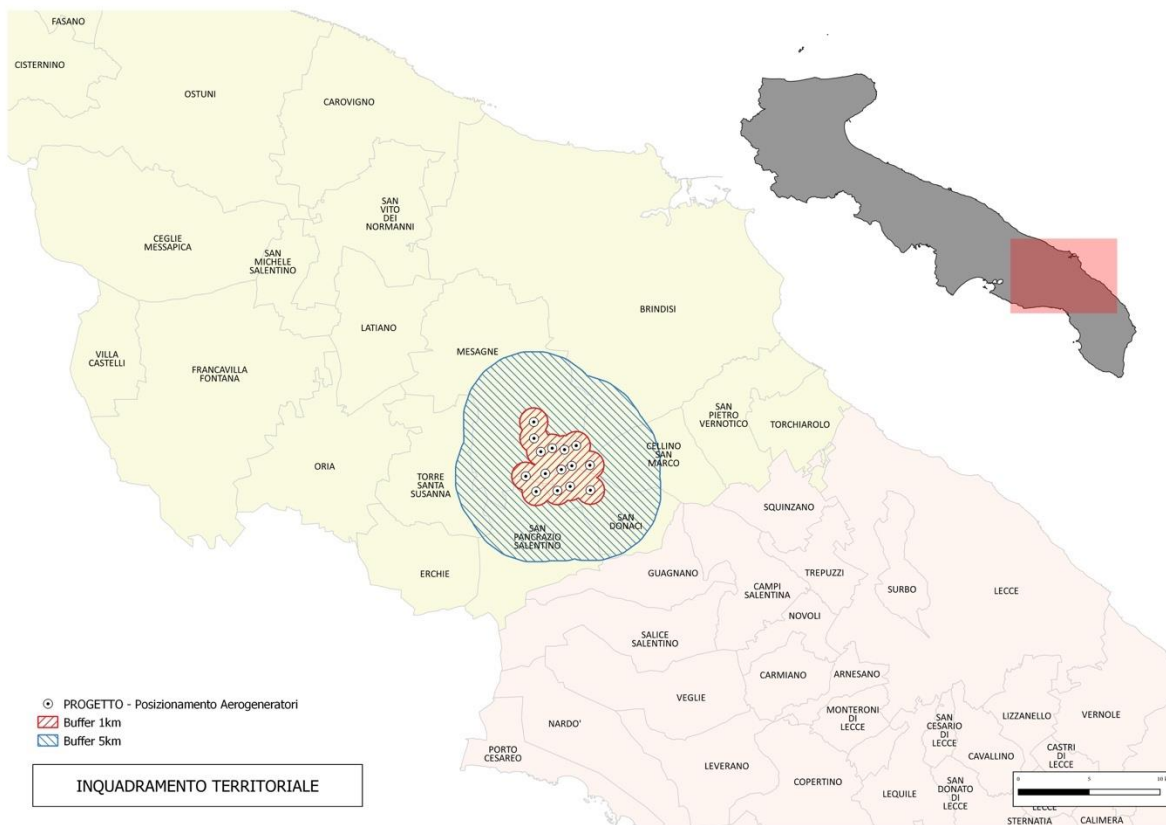 FASANO
CISTERNINO
OSTUNI
CAROVIGNO
SAN
VITO
DEI
NORMANNI
CEGLIE
MESSAPICA
SAN
MICHELE
SALENTINO
BRINDISI
LATIANO
VILLA
CASTELLI
FRANCAVILLA
FONTANA
MESAGNE
SAN
PIETRO
VERNOTICO
TORCHIAROLO
CELLINO
SAN
MARCO
ORIA
TORRE
SANTA
SUSANNA
SAN
DONACI
SAN
PANCRAZIO
SALENTINO
SQUINZANO
ERCHIE
GUAGNANO
CAMPI
SALENTINA
TREPUZZI
SURBO
LECCE
NOVOLI
SALICE
SALENTINO
CARMIANO
ARNESANO
VEGLIE
MONTERONI
DI
LECCE
SAN
CESARIO
DI
LECCE
LIZZANELLO
VERNOLE
NARDO'
PORTO
CESAREO
LEVERANO
COPERTINO
CAVALLINO
CASTRI
DI
LECCE
LEQUILE
SAN
DONATO
DI
LECCE
LECCE
STERNATIA
CALIMERA
PROGETTO - Posizionamento Aerogeneratori
Buffer 1km
Buffer 5km
INQUADRAMENTO TERRITORIALE
0 5 10